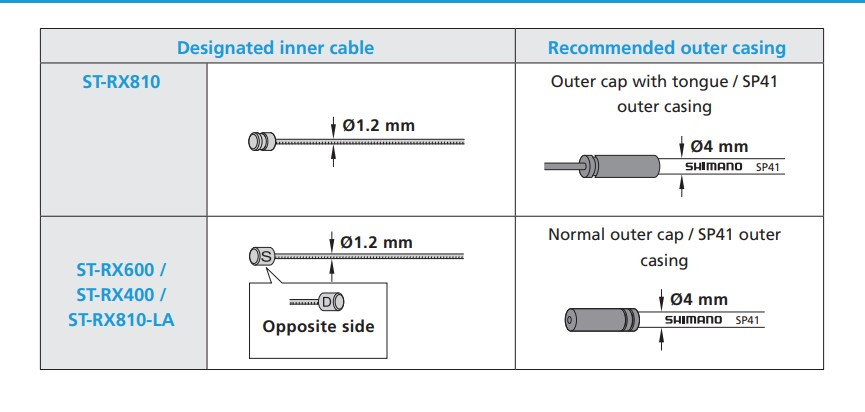 Designated inner cable
Recommended outer casing
ST-RX810
Ø1.2 mm
Outer cap with tongue / SP41
outer casing
Ø4 mm
SHIMANO SP41
ST-RX600 /
ST-RX400 /
ST-RX810-LA
Ø1.2 mm
S
D
Opposite side
Normal outer cap / SP41 outer
casing
Ø4 mm
SHIMANO SP41